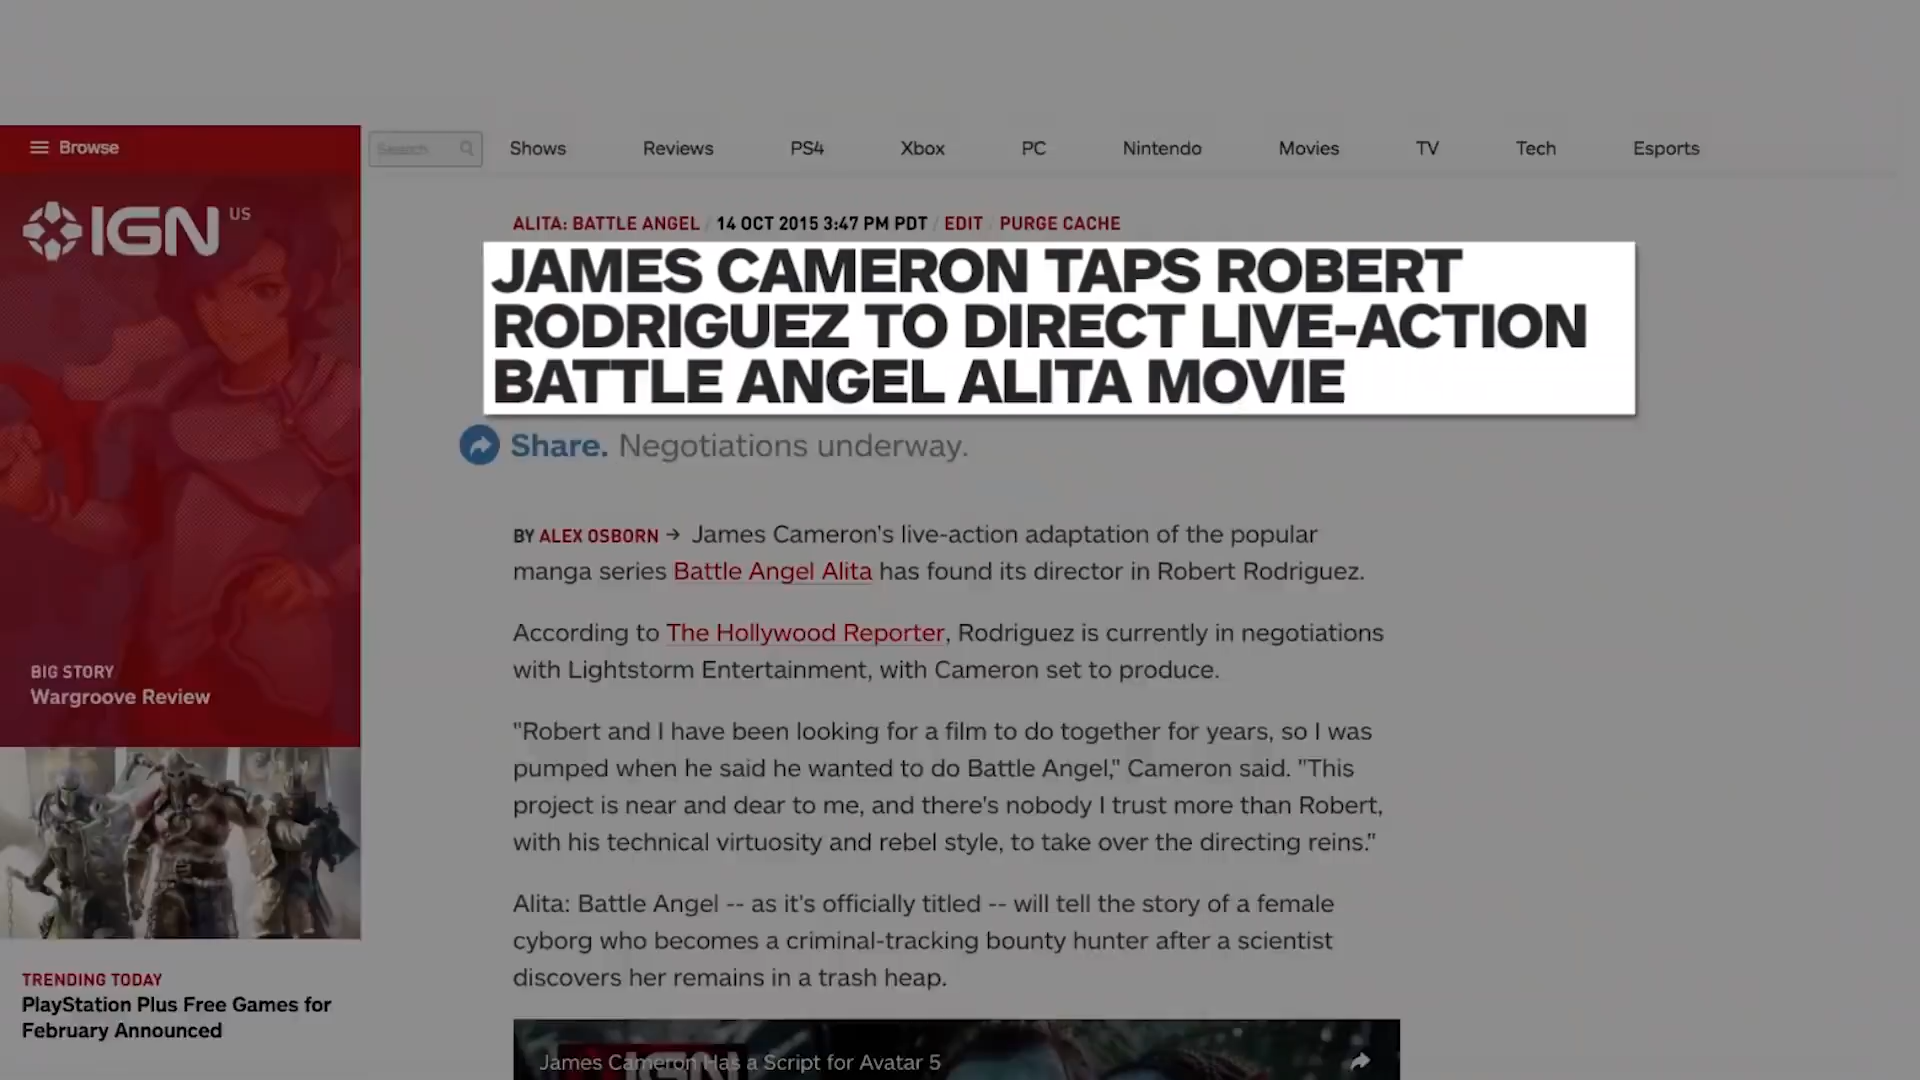 Browse
Search
Shows
Reviews
PS4
Xbox
PC
Nintendo
Movies
TV
Tech
Esports
IGN US
BIG STORY
Wargroove Review
TRENDING TODAY
PlayStation Plus Free Games for
February Announced
ALITA: BATTLE ANGEL / 14 OCT 2015 3:47 PM PDT / EDIT / PURGE CACHE
JAMES CAMERON TAPS ROBERT
RODRIGUEZ TO DIRECT LIVE-ACTION
BATTLE ANGEL ALITA MOVIE
Share. Negotiations underway.
BY ALEX OSBORN → James Cameron's live-action adaptation of the popular
manga series Battle Angel Alita has found its director in Robert Rodriguez.
According to The Hollywood Reporter, Rodriguez is currently in negotiations
with Lightstorm Entertainment, with Cameron set to produce.
"Robert and I have been looking for a film to do together for years, so I was
pumped when he said he wanted to do Battle Angel," Cameron said. "This
project is near and dear to me, and there's nobody I trust more than Robert,
with his technical virtuosity and rebel style, to take over the directing reins."
Alita: Battle Angel -- as it's officially titled -- will tell the story of a female
cyborg who becomes a criminal-tracking bounty hunter after a scientist
discovers her remains in a trash heap.
James Cameron Has a Script for Avatar 5
IGN